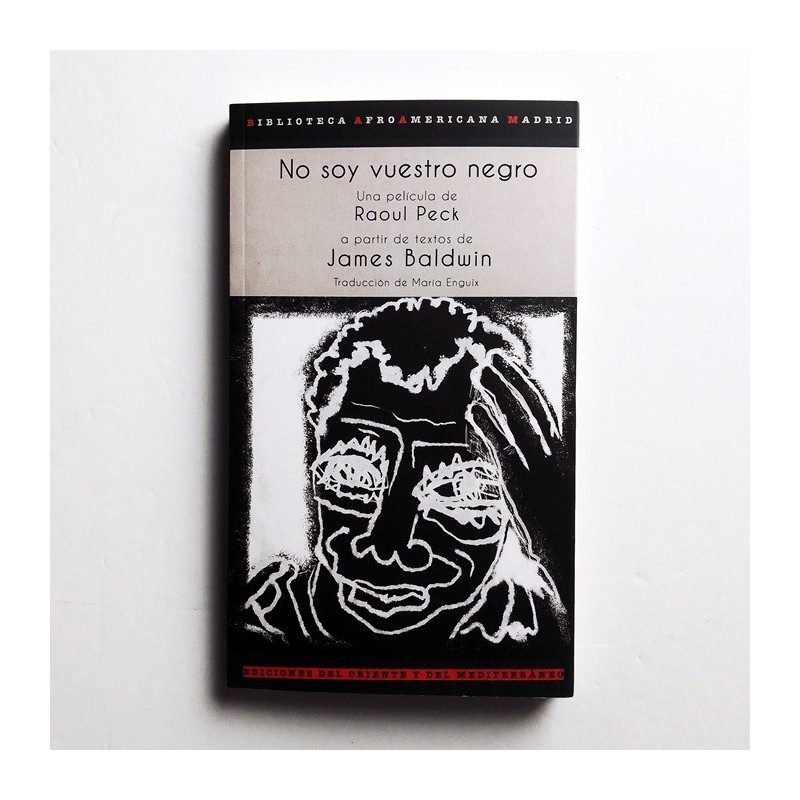 BIBLIOTECA AFROAMERICANA MADRID
No soy vuestro negro
Una película de
Raoul Peck
a partir de textos de
James Baldwin
Traducción de María Enguix
EDICIONES DEL ORIENTE Y DEL MEDITERRÁNEO